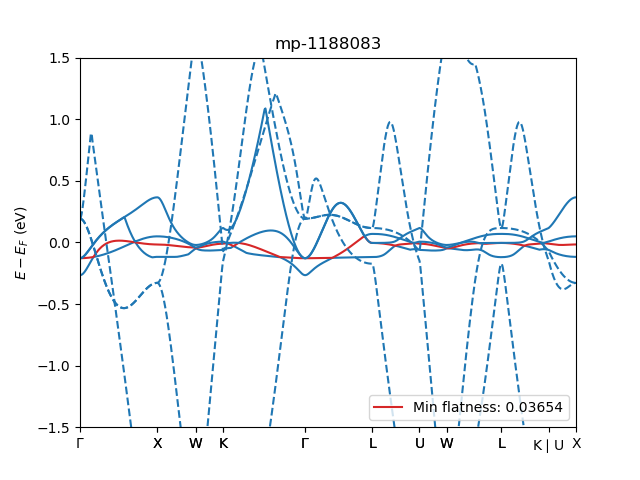 mp-1188083
E − E_F (eV)
1.5
1.0
0.5
0.0
−0.5
−1.0
−1.5
Min flatness: 0.03654
Γ X W K Γ L U W L K | U X